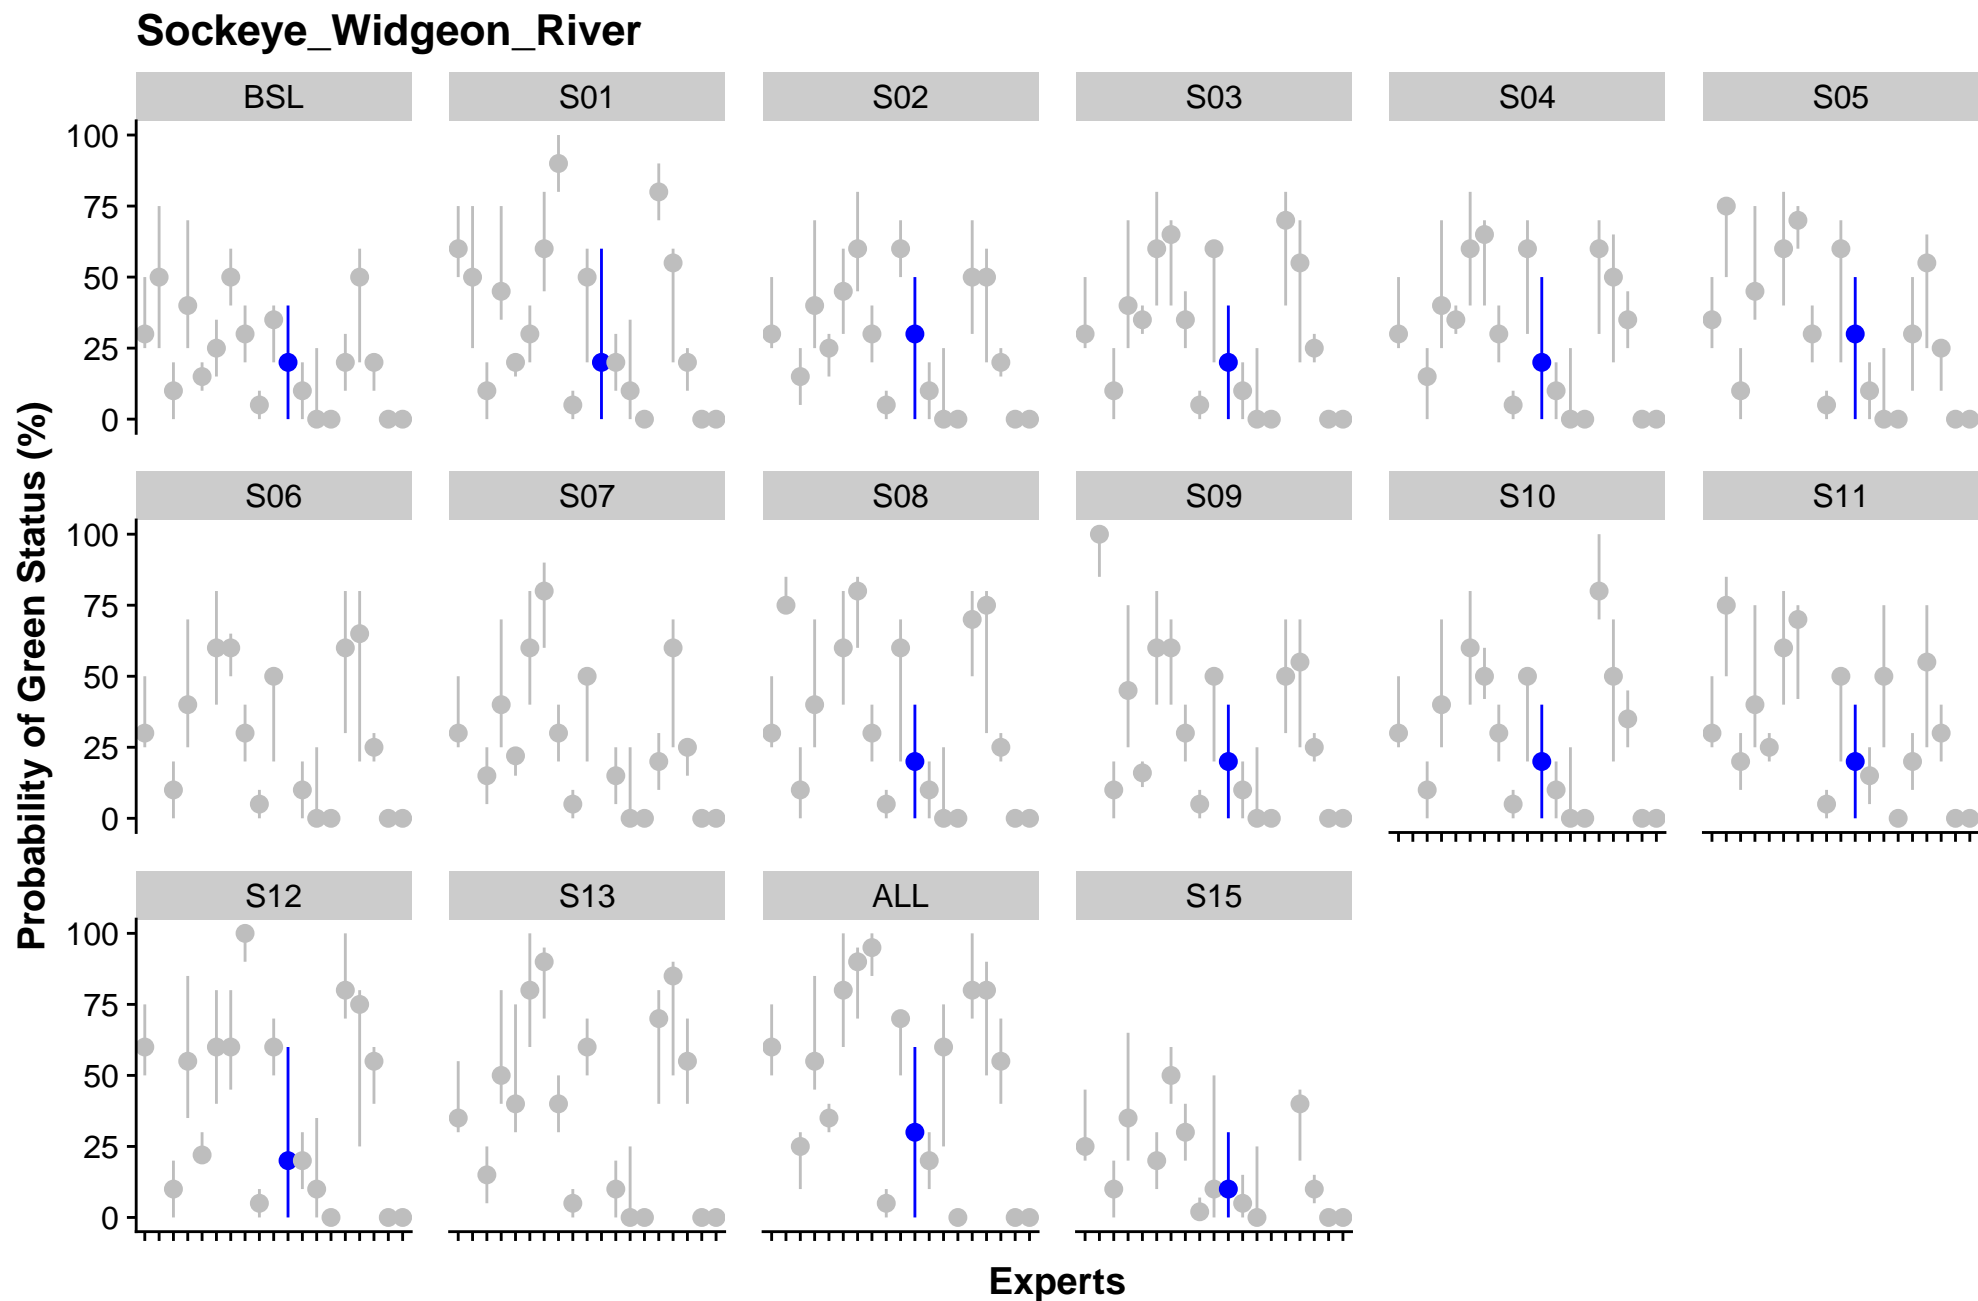 Sockeye_Widgeon_River
BSL S01 S02 S03 S04 S05
100
75
50
25
0
S06 S07 S08 S09 S10 S11
100
75
50
25
0
S12 S13 ALL S15
100
75
50
25
0
Probability of Green Status (%)
Experts